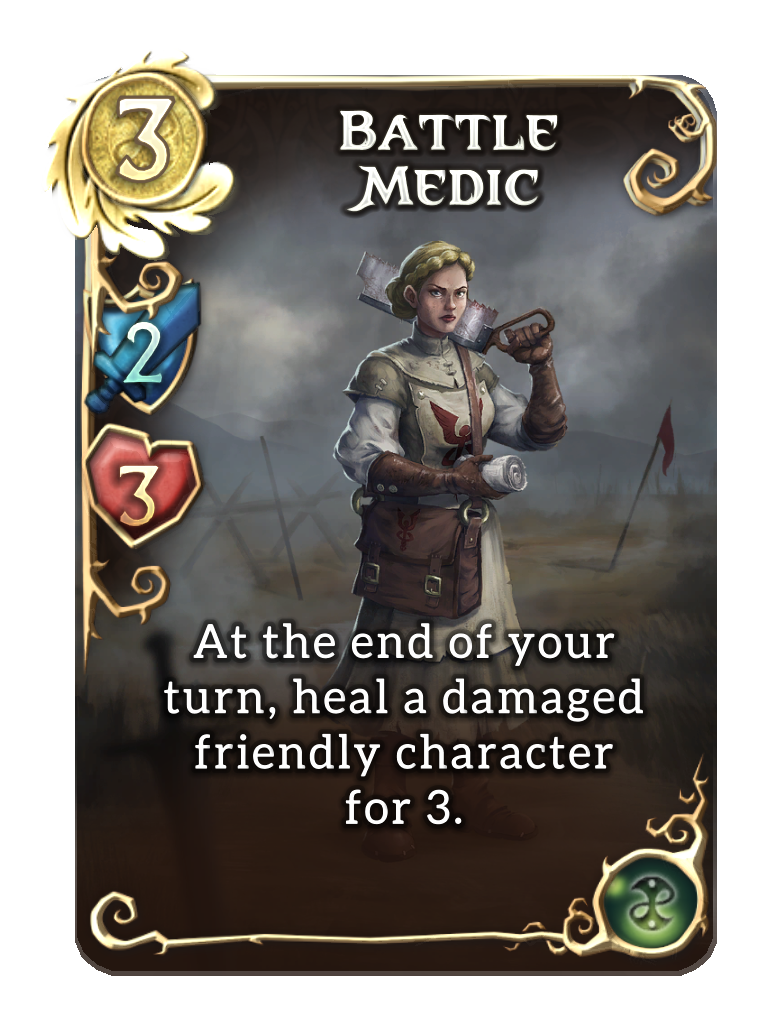 3
Battle
Medic
2
3
At the end of your
turn, heal a damaged
friendly character
for 3.